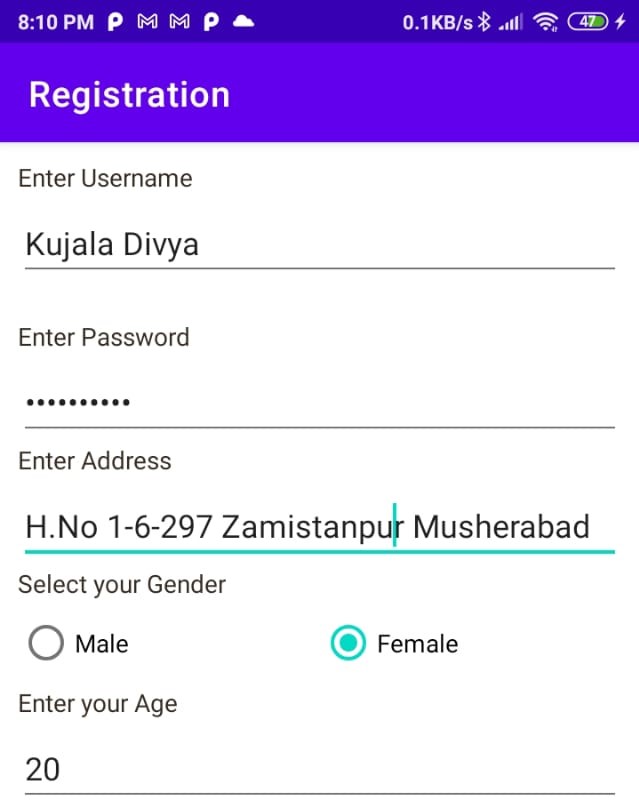 8:10 PM 0.1KB/s 47
Registration
Enter Username
Kujala Divya
Enter Password
••••••••••
Enter Address
H.No 1-6-297 Zamistanpur Musherabad
Select your Gender
Male Female
Enter your Age
20